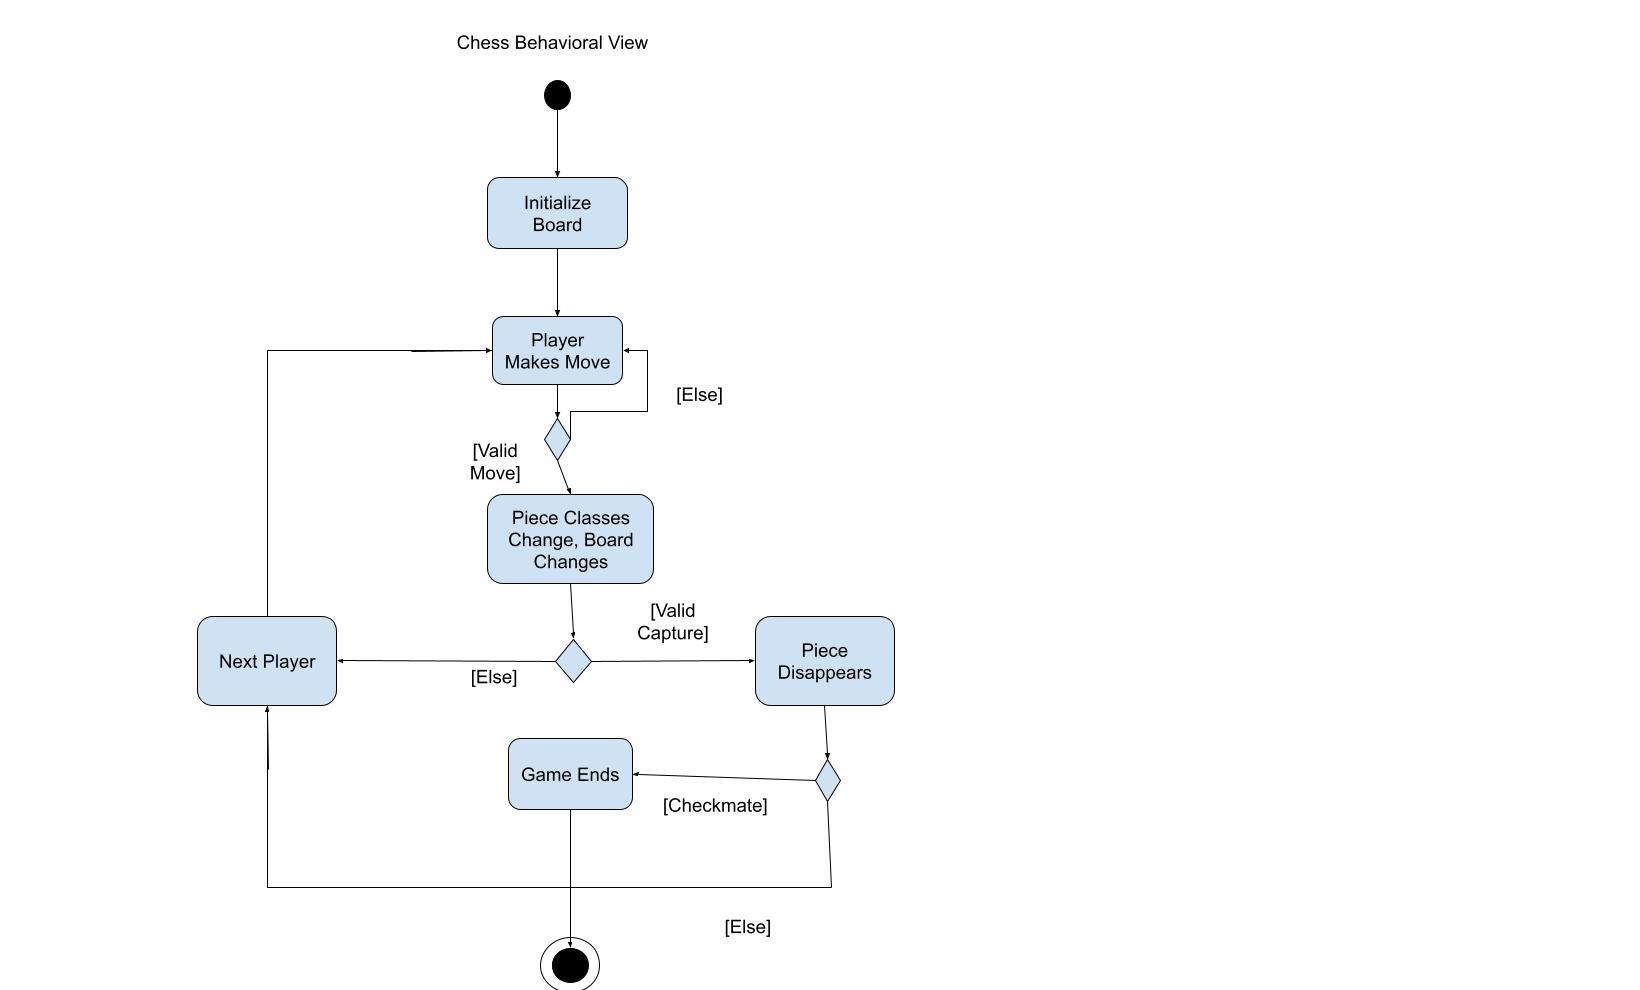 Chess Behavioral View
Initialize
Board
Player
Makes Move
[Else]
[Valid
Move]
Piece Classes
Change, Board
Changes
[Valid
Capture]
Next Player
[Else]
Piece
Disappears
Game Ends
[Checkmate]
[Else]